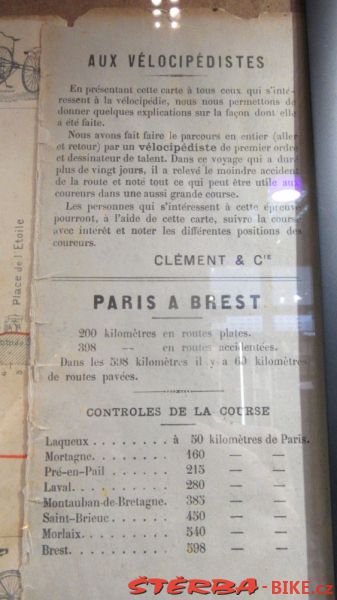 AUX VÉLOCIPÉDISTES
En présentant cette carte à tous ceux qui s'inté-
ressent à la vélocipédie, nous nous permettons de
donner quelques explications sur la façon dont elle
a été faite.
Nous avons fait faire le parcours en entier (aller
et retour) par un vélocipédiste de premier ordre
et dessinateur de talent. Dans ce voyage qui a duré
plus de vingt jours, il a relevé le moindre accident
de la route et noté tout ce qui peut être utile aux
coureurs dans une aussi grande course.
Les personnes qui s'intéressent à cette épreuve
pourront, à l'aide de cette carte, suivre la course
avec intérêt et noter les différentes positions des
coureurs.
CLÉMENT & Cie
PARIS A BREST
200 kilomètres en routes plates.
398 — en routes accidentées.
Dans les 598 kilomètres il y a 60 kilomètres
de routes pavées.
CONTROLES DE LA COURSE
Laqueux . . . . . . . . à 50 kilomètres de Paris.
Mortagne. . . . . . . . 160 — —
Pré-en-Pail . . . . . . . 215 — —
Laval. . . . . . . . . . 280 — —
Montauban-de-Bretagne. 385 — —
Saint-Brieuc . . . . . . 450 — —
Morlaix . . . . . . . . . 540 — —
Brest. . . . . . . . . . 598 — —
Place de l'Etoile
ŠTĚRBA-BIKE.cz